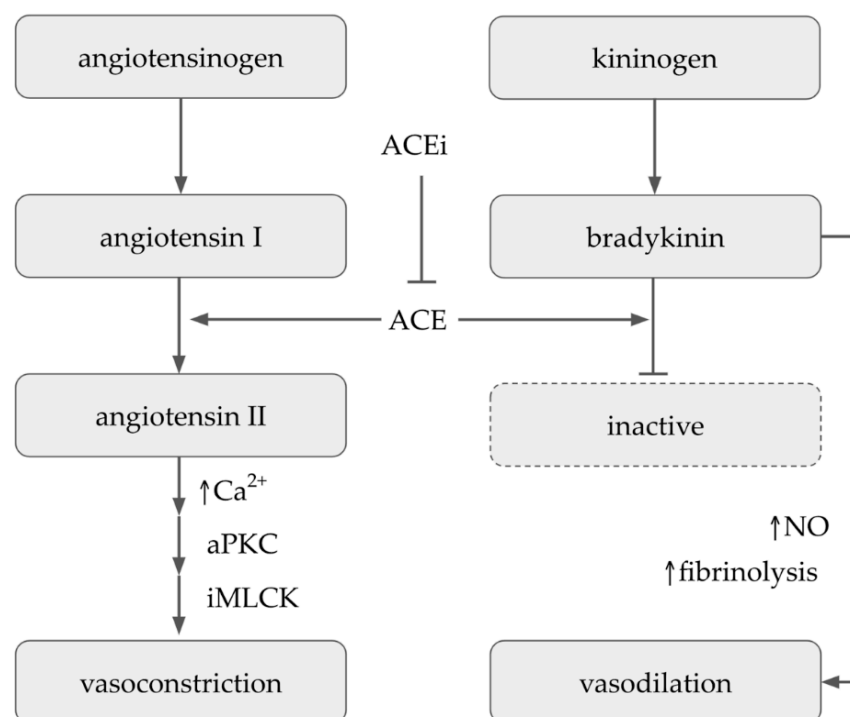 angiotensinogen
kininogen
ACEi
angiotensin I
bradykinin
ACE
angiotensin II
inactive
↑Ca²⁺
↑NO
aPKC
↑fibrinolysis
iMLCK
vasoconstriction
vasodilation